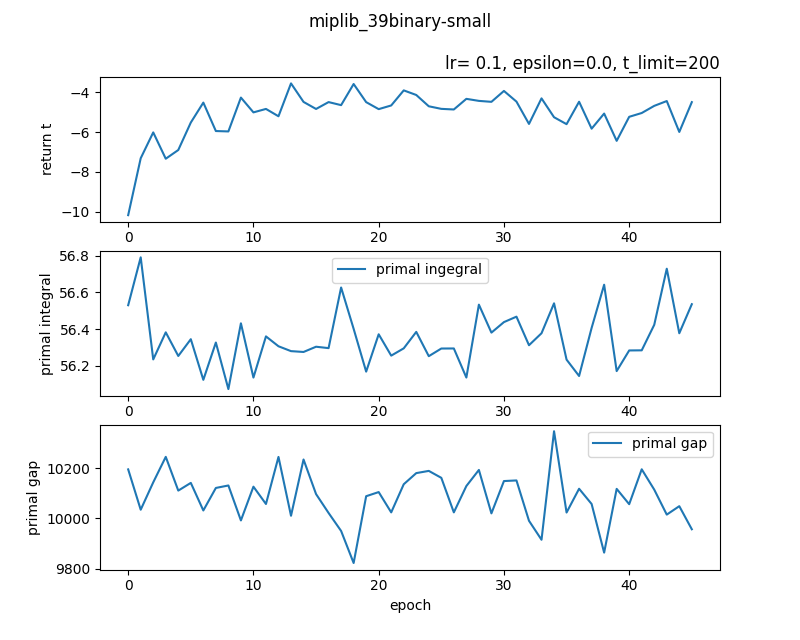 miplib_39binary-small
lr= 0.1, epsilon=0.0, t_limit=200
return t
−4
−6
−8
−10
0 10 20 30 40
primal integral
56.8
56.6
56.4
56.2
primal ingegral
0 10 20 30 40
primal gap
10200
10000
9800
primal gap
0 10 20 30 40
epoch